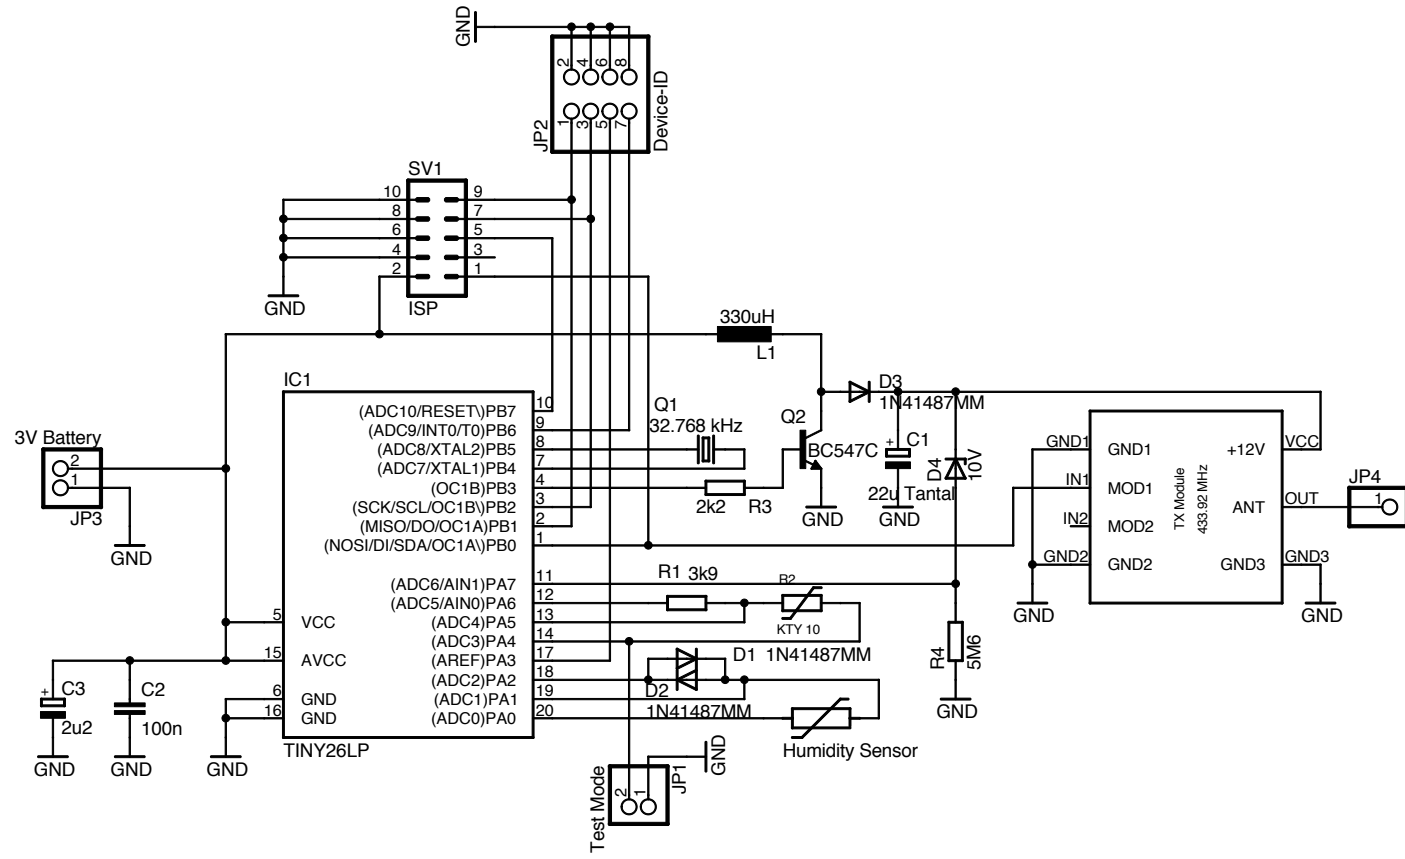 GND
2 4 6 8
1 3 5 7
JP2
Device-ID
SV1
10 9
8 7
6 5
4 3
2 1
ISP
GND
330uH
L1
IC1
(ADC10/RESET\)PB7 10
(ADC9/INT0/T0)PB6 9
(ADC8/XTAL2)PB5 8
(ADC7/XTAL1)PB4 7
(OC1B)PB3 4
(SCK/SCL/OC1B\)PB2 3
(MISO/DO/OC1A)PB1 2
(NOSI/DI/SDA/OC1A\)PB0 1
(ADC6/AIN1)PA7 11
(ADC5/AIN0)PA6 12
(ADC4)PA5 13
(ADC3)PA4 14
(AREF)PA3 17
(ADC2)PA2 18
(ADC1)PA1 19
(ADC0)PA0 20
5 VCC
15 AVCC
6 GND
16 GND
TINY26LP
3V Battery
2
1
JP3
GND
+
C3
2u2
GND
C2
100n
GND
GND
Q1
32.768 kHz
2k2 R3
Q2
BC547C
GND
D3
1N41487MM
+
C1
22u Tantal
GND
D4
10V
R4
5M6
GND
R1 3k9
R2
KTY 10
D1 1N41487MM
D2
1N41487MM
Humidity Sensor
Test Mode
2 1
JP1
GND
GND1 GND1
IN1 MOD1
IN2 MOD2
GND2 GND2
GND
TX Module
433.92 MHz
+12V VCC
ANT OUT
GND3 GND3
GND
JP4
1